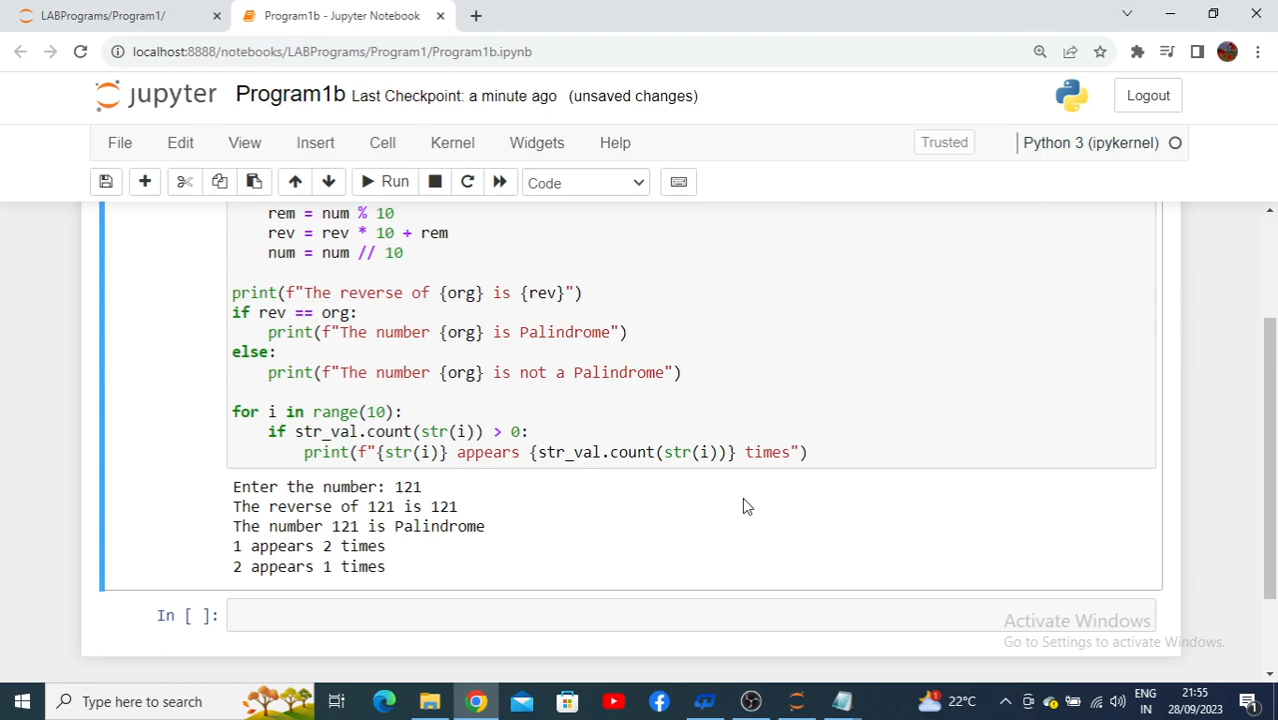 LABPrograms/Program1/
Program1b - Jupyter Notebook
localhost:8888/notebooks/LABPrograms/Program1/Program1b.ipynb
jupyter Program1b Last Checkpoint: a minute ago (unsaved changes)
Logout
File Edit View Insert Cell Kernel Widgets Help Trusted Python 3 (ipykernel)
Run Code
rem = num % 10
rev = rev * 10 + rem
num = num // 10
print(f"The reverse of {org} is {rev}")
if rev == org:
print(f"The number {org} is Palindrome")
else:
print(f"The number {org} is not a Palindrome")
for i in range(10):
if str_val.count(str(i)) > 0:
print(f"{str(i)} appears {str_val.count(str(i))} times")
Enter the number: 121
The reverse of 121 is 121
The number 121 is Palindrome
1 appears 2 times
2 appears 1 times
In [ ]:
Activate Windows
Go to Settings to activate Windows.
Type here to search
22°C
ENG
IN
21:55
28/09/2023
1